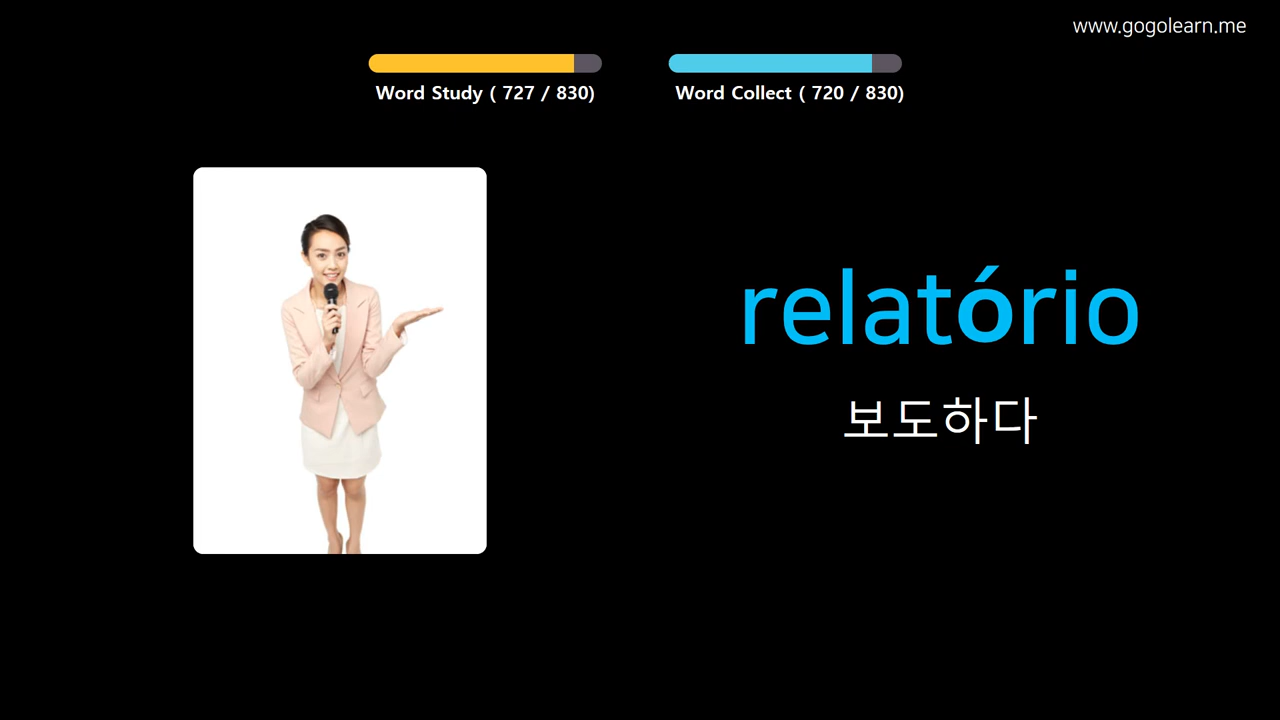 www.gogolearn.me
Word Study ( 727 / 830)
Word Collect ( 720 / 830)
relatório
보도하다